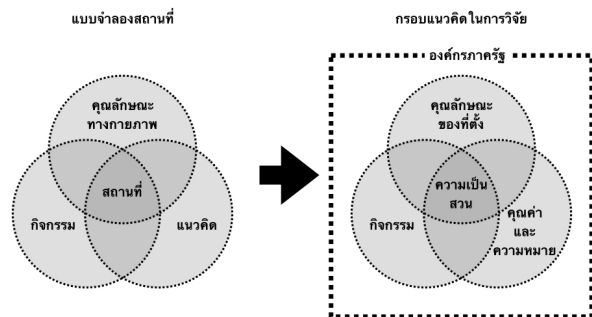 แบบจำลองสถานที่
คุณลักษณะ
ทางกายภาพ
สถานที่
กิจกรรม
แนวคิด
กรอบแนวคิดในการวิจัย
องค์กรภาครัฐ
คุณลักษณะ
ของที่ตั้ง
ความเป็น
สวน
กิจกรรม
คุณค่า
และ
ความหมาย